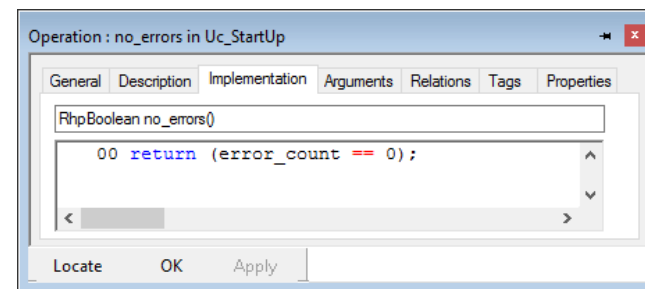 Operation : no_errors in Uc_StartUp
General Description Implementation Arguments Relations Tags Properties
RhpBoolean no_errors()
00 return (error_count == 0);
Locate OK Apply